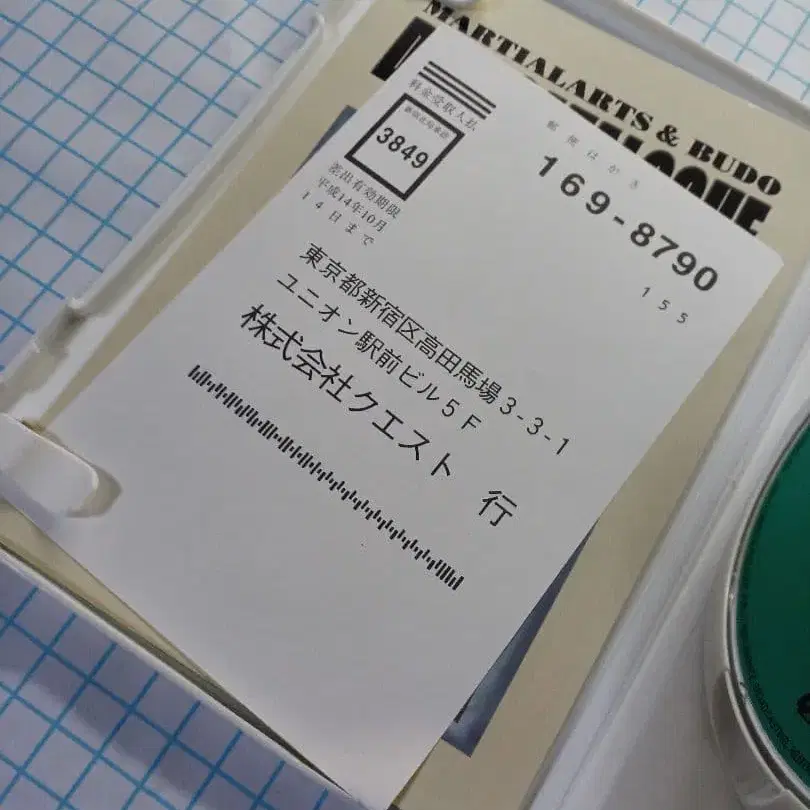 MARTIALARTS & BUDO
料金受取人払
3849
差出有効期限
平成14年10月
14日まで
郵便はがき
169-8790
155
東京都新宿区高田馬場3-3-1
ユニオン駅前ビル5F
株式会社クエスト 行